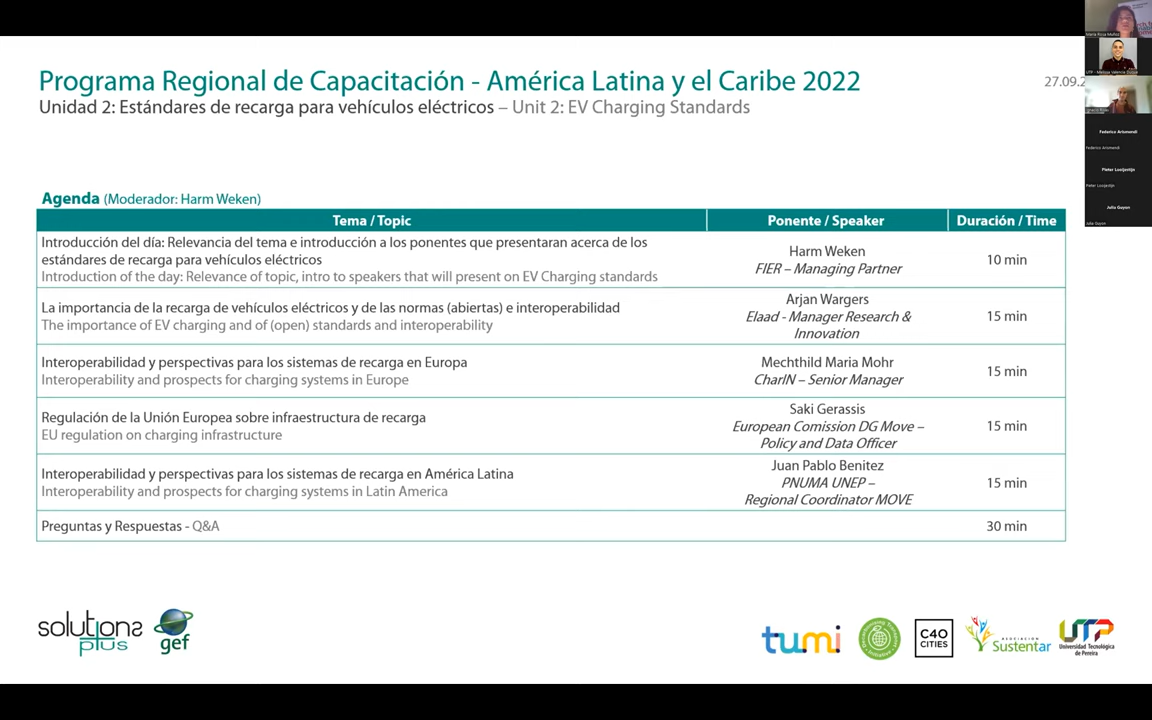 Programa Regional de Capacitación - América Latina y el Caribe 2022
27.09.2
Unidad 2: Estándares de recarga para vehículos eléctricos – Unit 2: EV Charging Standards
Agenda (Moderador: Harm Weken)
Tema / Topic
Ponente / Speaker
Duración / Time
Introducción del día: Relevancia del tema e introducción a los ponentes que presentaran acerca de los
estándares de recarga para vehículos eléctricos
Introduction of the day: Relevance of topic, intro to speakers that will present on EV Charging standards
Harm Weken
FIER – Managing Partner
10 min
La importancia de la recarga de vehículos eléctricos y de las normas (abiertas) e interoperabilidad
The importance of EV charging and of (open) standards and interoperability
Arjan Wargers
Elaad - Manager Research &
Innovation
15 min
Interoperabilidad y perspectivas para los sistemas de recarga en Europa
Interoperability and prospects for charging systems in Europe
Mechthild Maria Mohr
CharIN – Senior Manager
15 min
Regulación de la Unión Europea sobre infraestructura de recarga
EU regulation on charging infrastructure
Saki Gerassis
European Comission DG Move –
Policy and Data Officer
15 min
Interoperabilidad y perspectivas para los sistemas de recarga en América Latina
Interoperability and prospects for charging systems in Latin America
Juan Pablo Benitez
PNUMA UNEP –
Regional Coordinator MOVE
15 min
Preguntas y Respuestas - Q&A
30 min
solutions
plus
gef
tumi
C40
CITIES
ASOCIACIÓN
Sustentar
UTP
Universidad Tecnológica
de Pereira
Federico Arismendi
Federico Arismendi
Pieter Looijestijn
Pieter Looijestijn
Julia Guyon
Julia Guyon